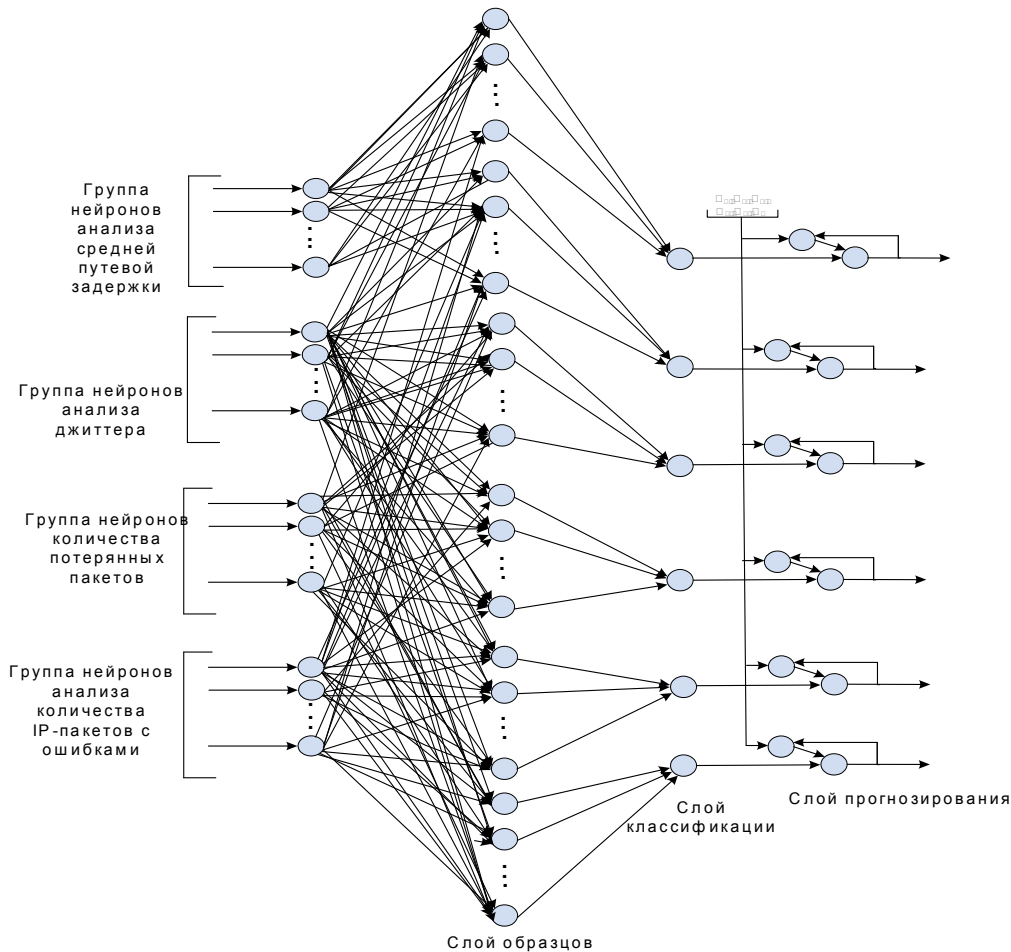 Группа
нейронов
анализа
средней
путевой
задержки
Группа нейронов
анализа
джиттера
Группа нейронов
количества
потерянных
пакетов
Группа нейронов
анализа
количества
IP-пакетов с
ошибками
Слой
классификации
Слой прогнозирования
Слой образцов